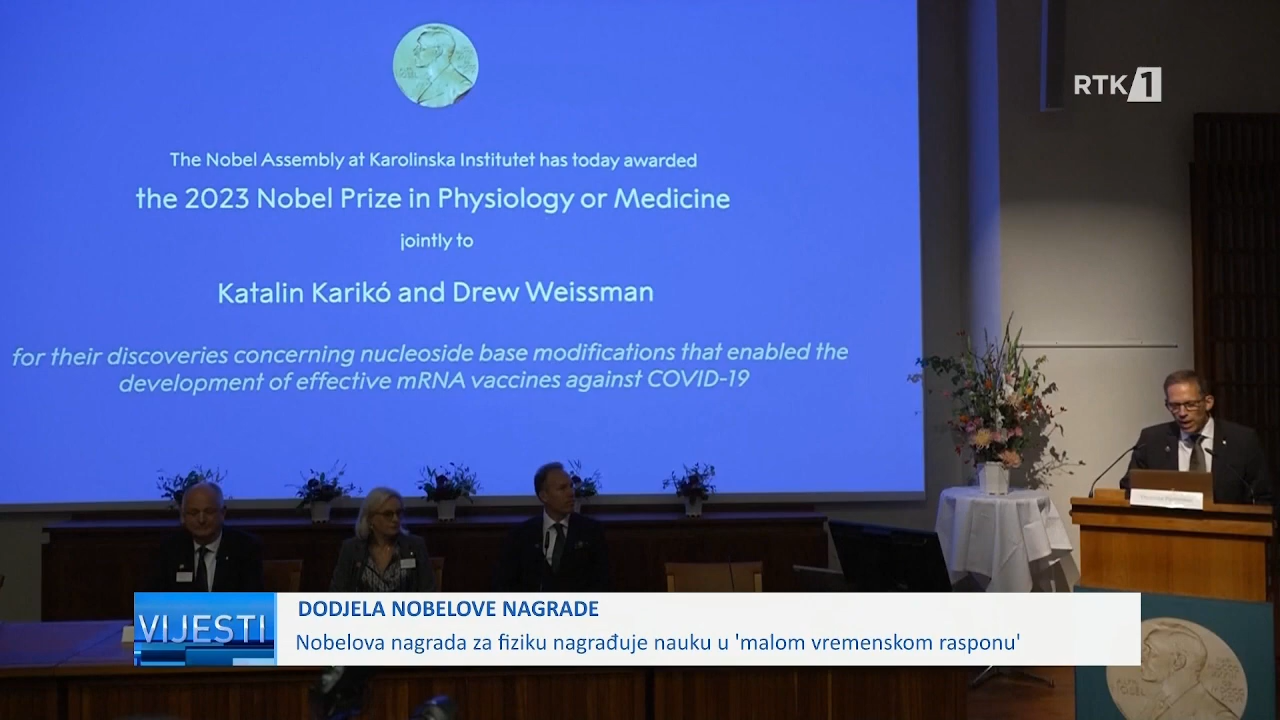 RTK 1
The Nobel Assembly at Karolinska Institutet has today awarded
the 2023 Nobel Prize in Physiology or Medicine
jointly to
Katalin Karikó and Drew Weissman
for their discoveries concerning nucleoside base modifications that enabled the
development of effective mRNA vaccines against COVID-19
VIJESTI
DODJELA NOBELOVE NAGRADE
Nobelova nagrada za fiziku nagrađuje nauku u 'malom vremenskom rasponu'